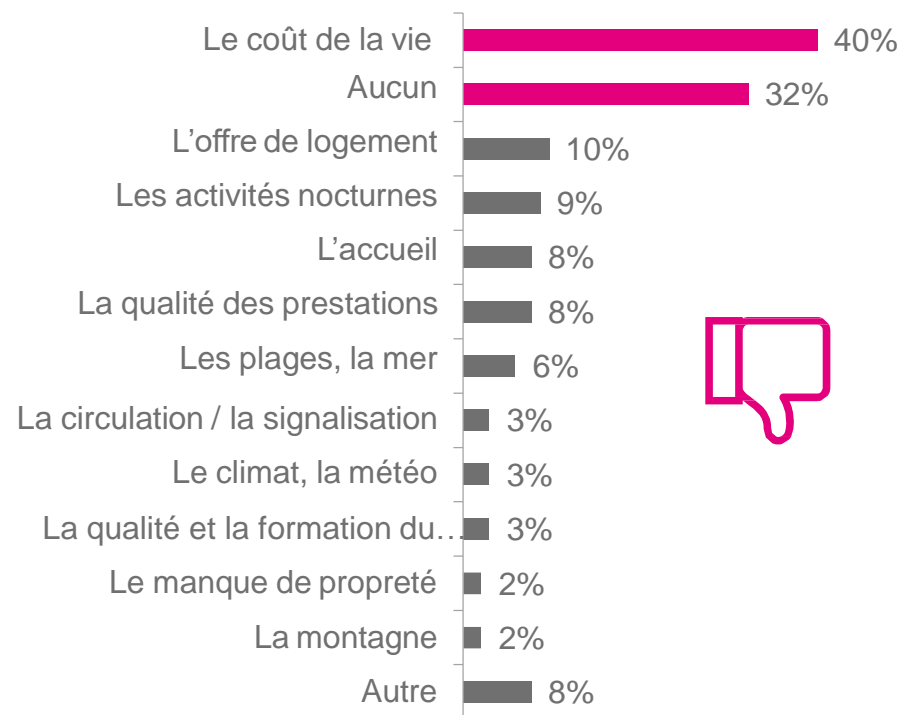 Le coût de la vie 40%
Aucun 32%
L’offre de logement 10%
Les activités nocturnes 9%
L’accueil 8%
La qualité des prestations 8%
Les plages, la mer 6%
La circulation / la signalisation 3%
Le climat, la météo 3%
La qualité et la formation du… 3%
Le manque de propreté 2%
La montagne 2%
Autre 8%